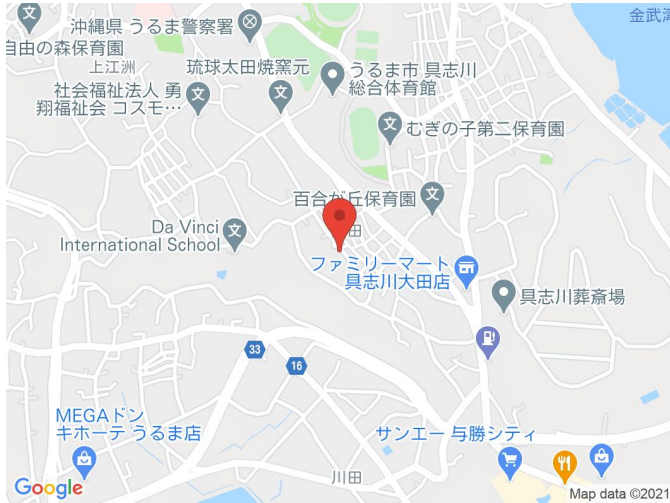 沖縄県 うるま警察署
自由の森保育園
上江洲
社会福祉法人 勇
翔福祉会 コスモ…
琉球太田焼窯元
うるま市 具志川
総合体育館
むぎの子第二保育園
百合が丘保育園
田
Da Vinci
International School
ファミリーマート
具志川大田店
具志川葬斎場
33
16
MEGAドン
キホーテ うるま店
サンエー 与勝シティ
川田
Google
Map data ©202